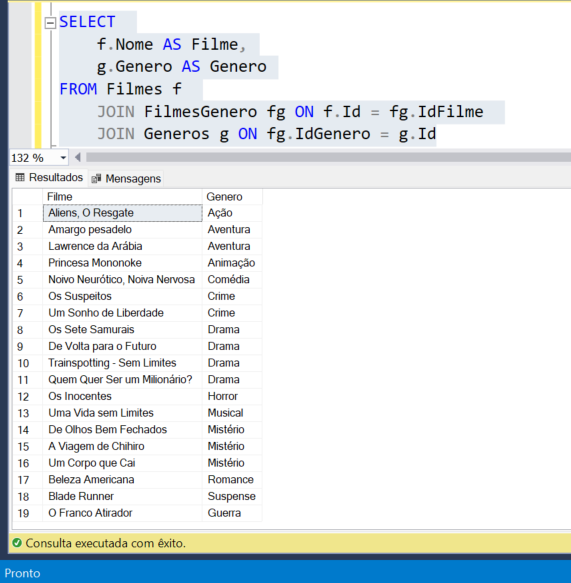 SELECT
f.Nome AS Filme,
g.Genero AS Genero
FROM Filmes f
JOIN FilmesGenero fg ON f.Id = fg.IdFilme
JOIN Generos g ON fg.IdGenero = g.Id
132 %
Resultados Mensagens
Filme Genero
1 Aliens, O Resgate Ação
2 Amargo pesadelo Aventura
3 Lawrence da Arábia Aventura
4 Princesa Mononoke Animação
5 Noivo Neurótico, Noiva Nervosa Comédia
6 Os Suspeitos Crime
7 Um Sonho de Liberdade Crime
8 Os Sete Samurais Drama
9 De Volta para o Futuro Drama
10 Trainspotting - Sem Limites Drama
11 Quem Quer Ser um Milionário? Drama
12 Os Inocentes Horror
13 Uma Vida sem Limites Musical
14 De Olhos Bem Fechados Mistério
15 A Viagem de Chihiro Mistério
16 Um Corpo que Cai Mistério
17 Beleza Americana Romance
18 Blade Runner Suspense
19 O Franco Atirador Guerra
Consulta executada com êxito.
Pronto